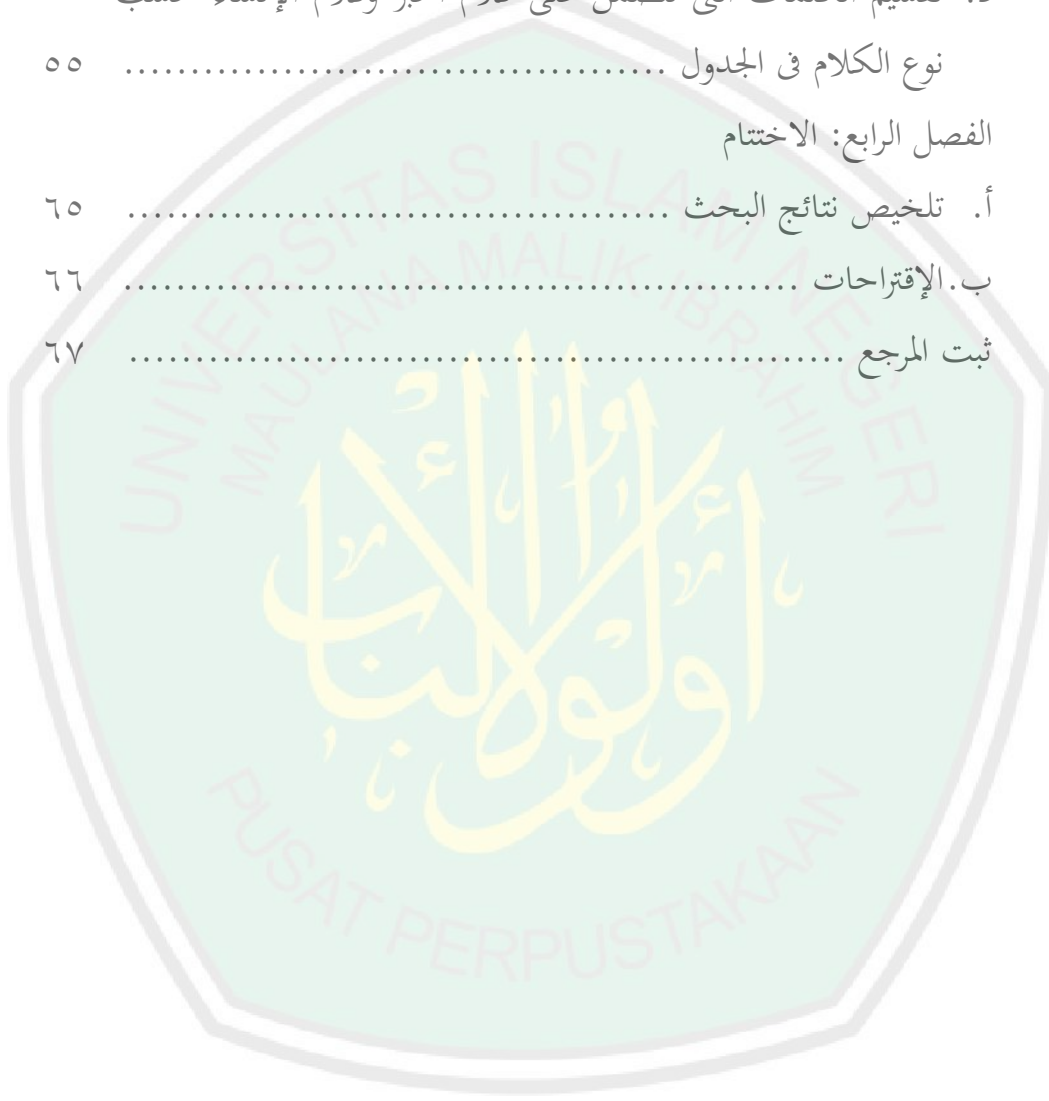 نوع الكلام فى الجدول ......................................... ٥٥
الفصل الرابع: الاختتام
أ. تلخيص نتائج البحث ......................................... ٦٥
ب.الإقتراحات ................................................... ٦٦
ثبت المرجع ...................................................... ٦٧
UNIVERSITAS ISLAM NEGERI
MAULANA MALIK IBRAHIM
أولوا الألباب
PUSAT PERPUSTAKAAN